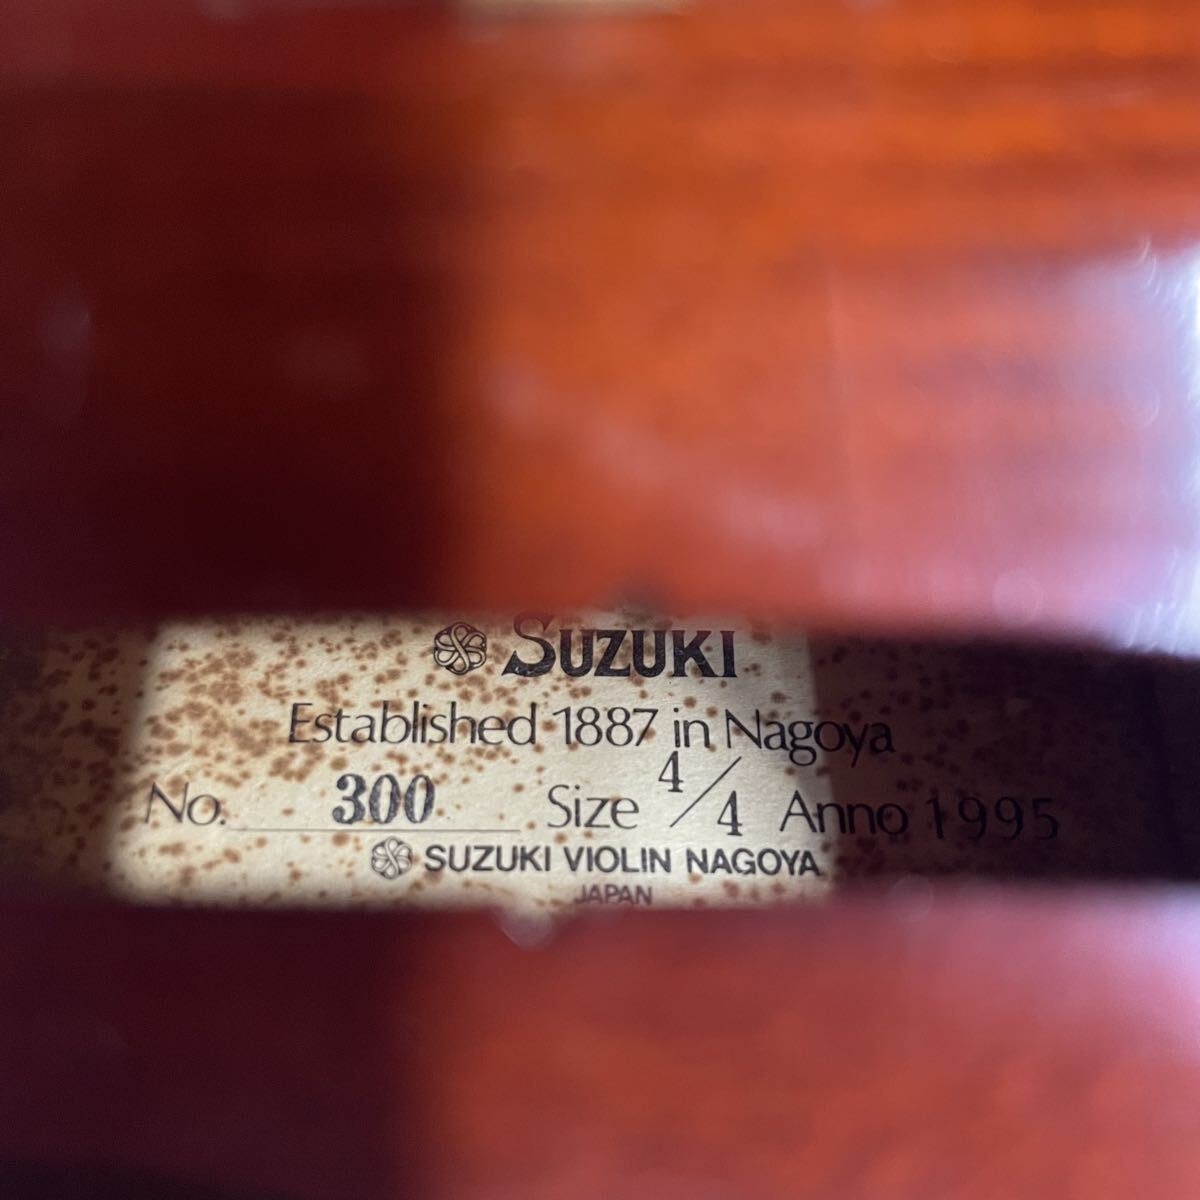 SUZUKI
Established 1887 in Nagoya
No. 300 Size 4/4 Anno 1995
SUZUKI VIOLIN NAGOYA
JAPAN